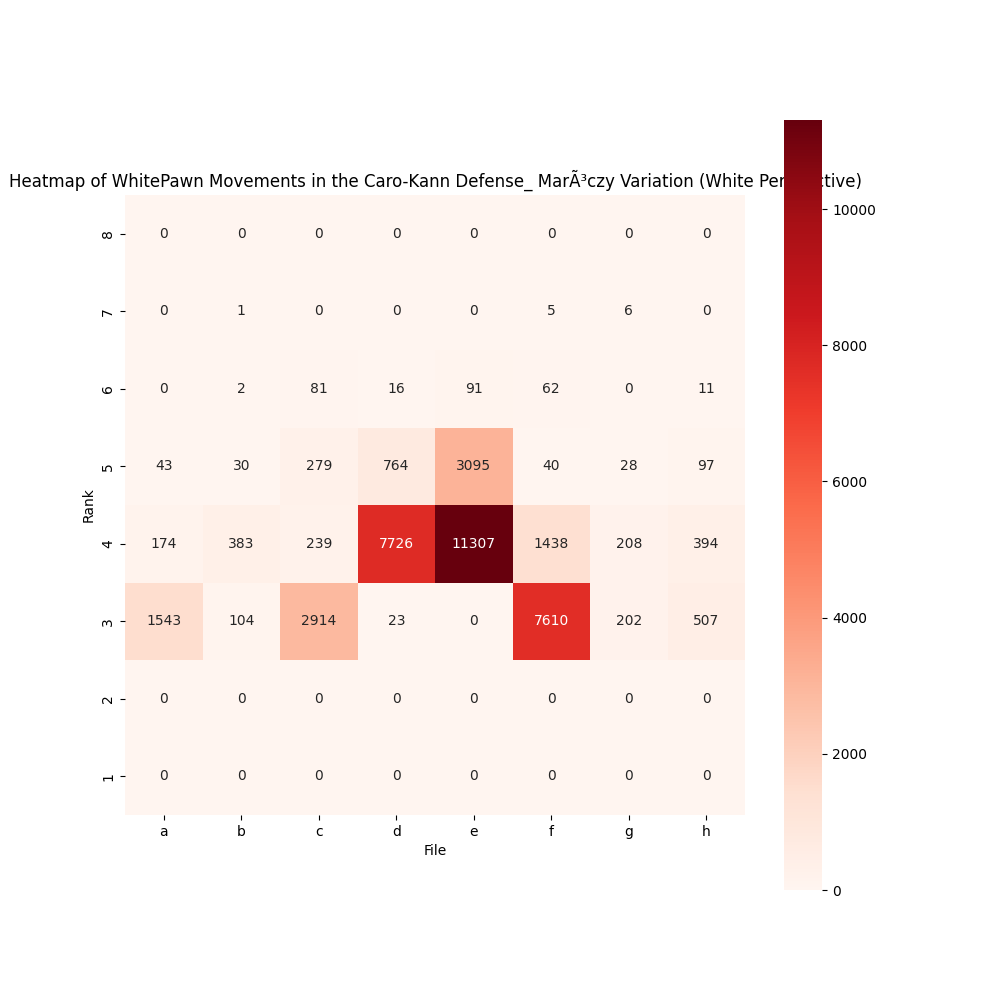 Heatmap of WhitePawn Movements in the Caro-Kann Defense_ MarÃ³czy Variation (White Per ctive)
10000
8 0 0 0 0 0 0 0 0
7 0 1 0 0 0 5 6 0
8000
6 0 2 81 16 91 62 0 11
5 43 30 279 764 3095 40 28 97
6000
Rank
4 174 383 239 7726 11307 1438 208 394
4000
3 1543 104 2914 23 0 7610 202 507
2 0 0 0 0 0 0 0 0
2000
1 0 0 0 0 0 0 0 0
a b c d e f g h
File
0